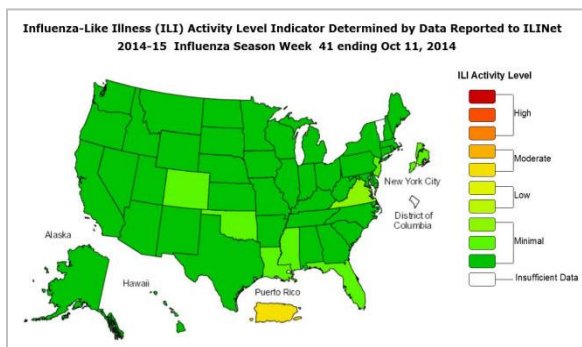 Influenza-Like Illness (ILI) Activity Level Indicator Determined by Data Reported to ILINet
2014-15 Influenza Season Week 41 ending Oct 11, 2014
ILI Activity Level
High
Moderate
Low
Minimal
Insufficient Data
New York City
District of
Columbia
Alaska
Hawaii
Puerto Rico